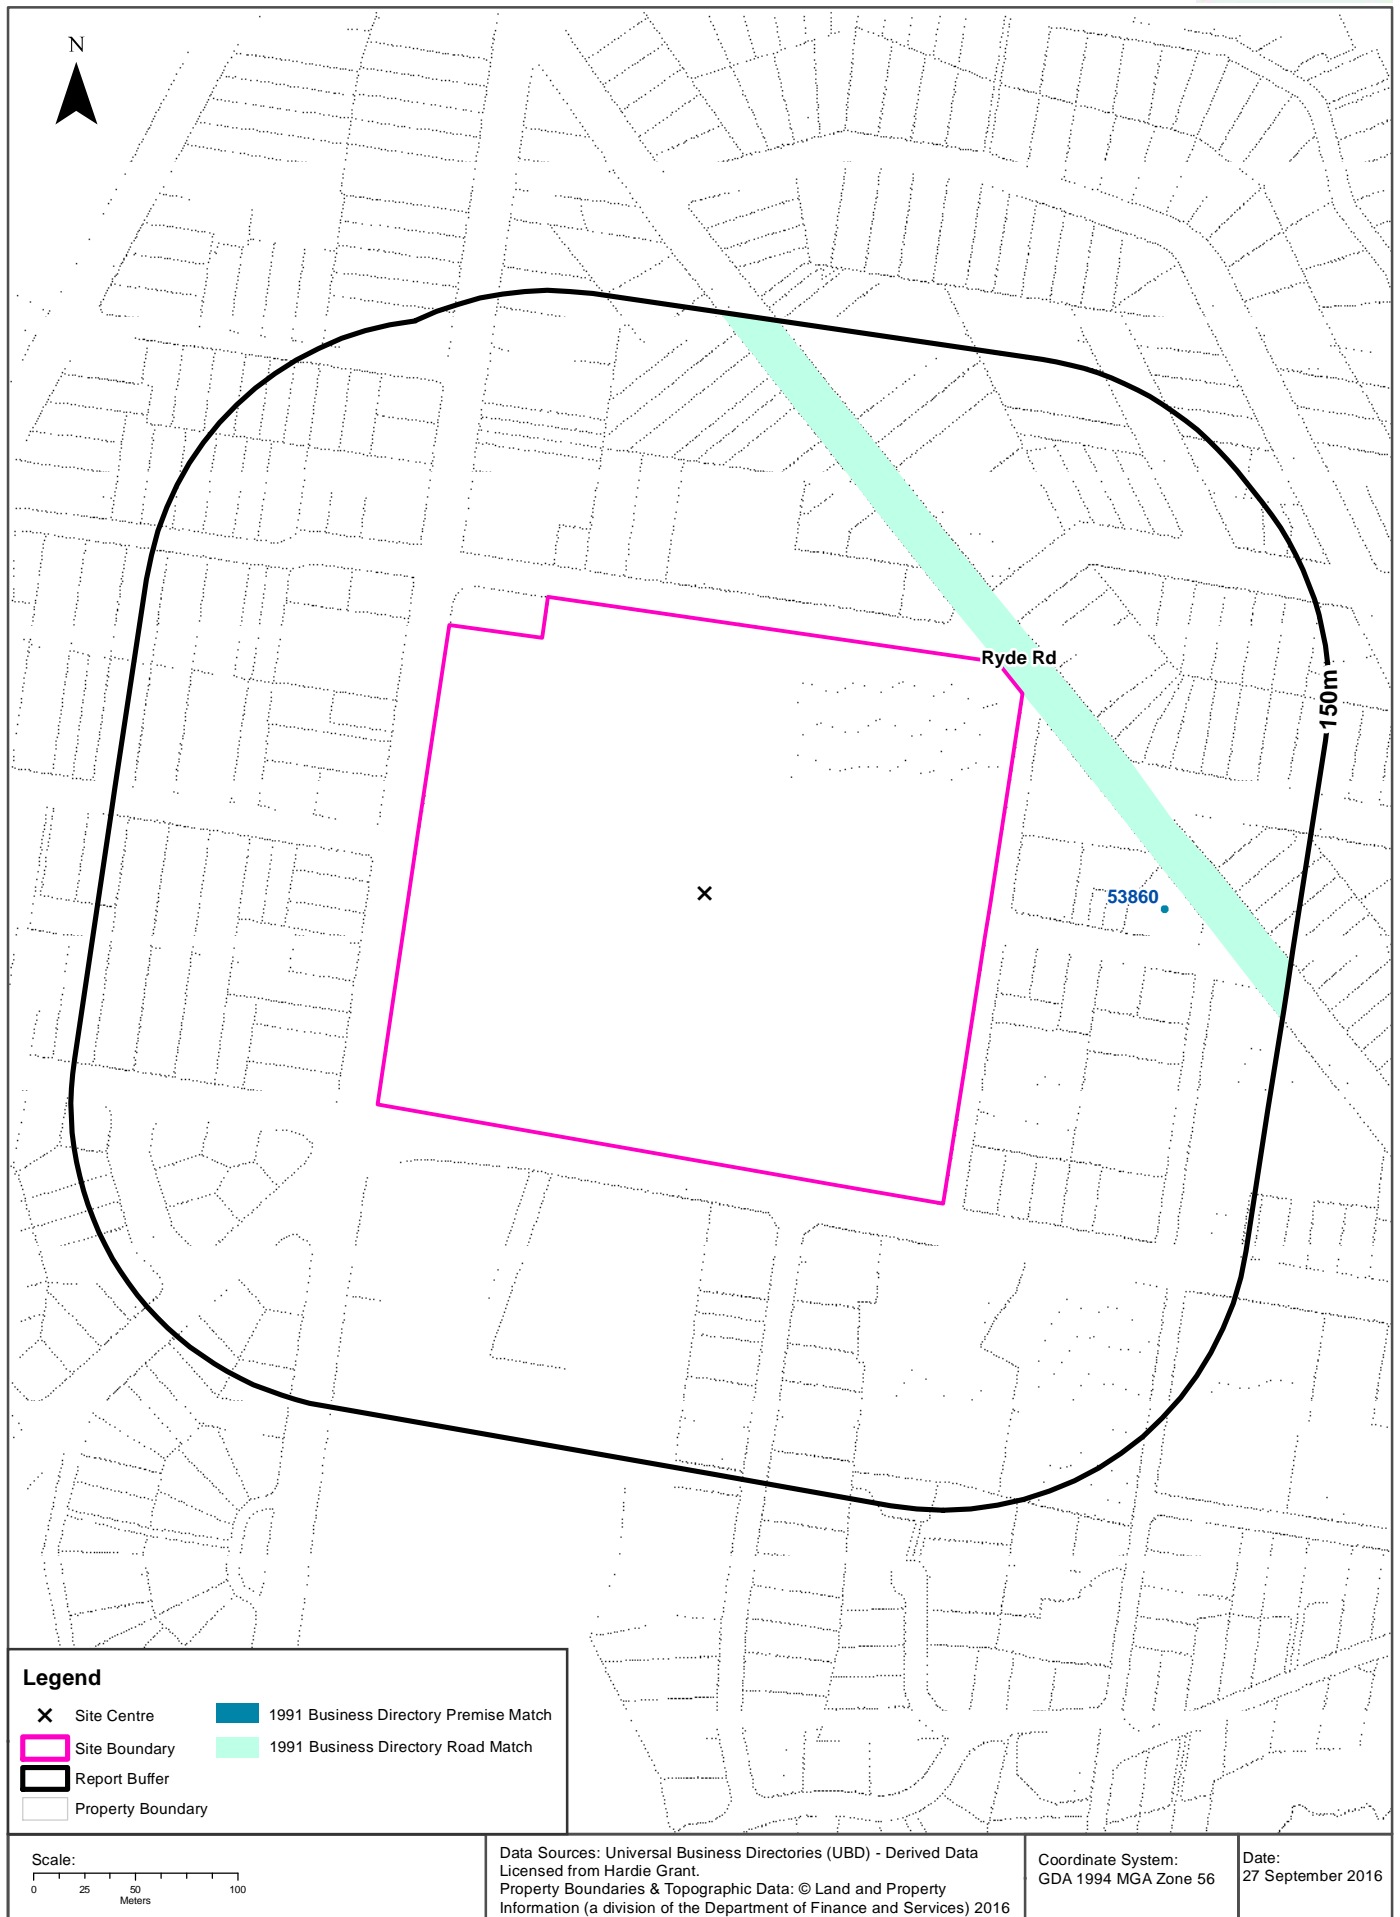 N
Ryde Rd
150m
53860
Legend
Site Centre
1991 Business Directory Premise Match
Site Boundary
1991 Business Directory Road Match
Report Buffer
Property Boundary
Scale:
0 25 50 100
Meters
Data Sources: Universal Business Directories (UBD) - Derived Data
Licensed from Hardie Grant.
Property Boundaries & Topographic Data: © Land and Property
Information (a division of the Department of Finance and Services) 2016
Coordinate System:
GDA 1994 MGA Zone 56
Date:
27 September 2016